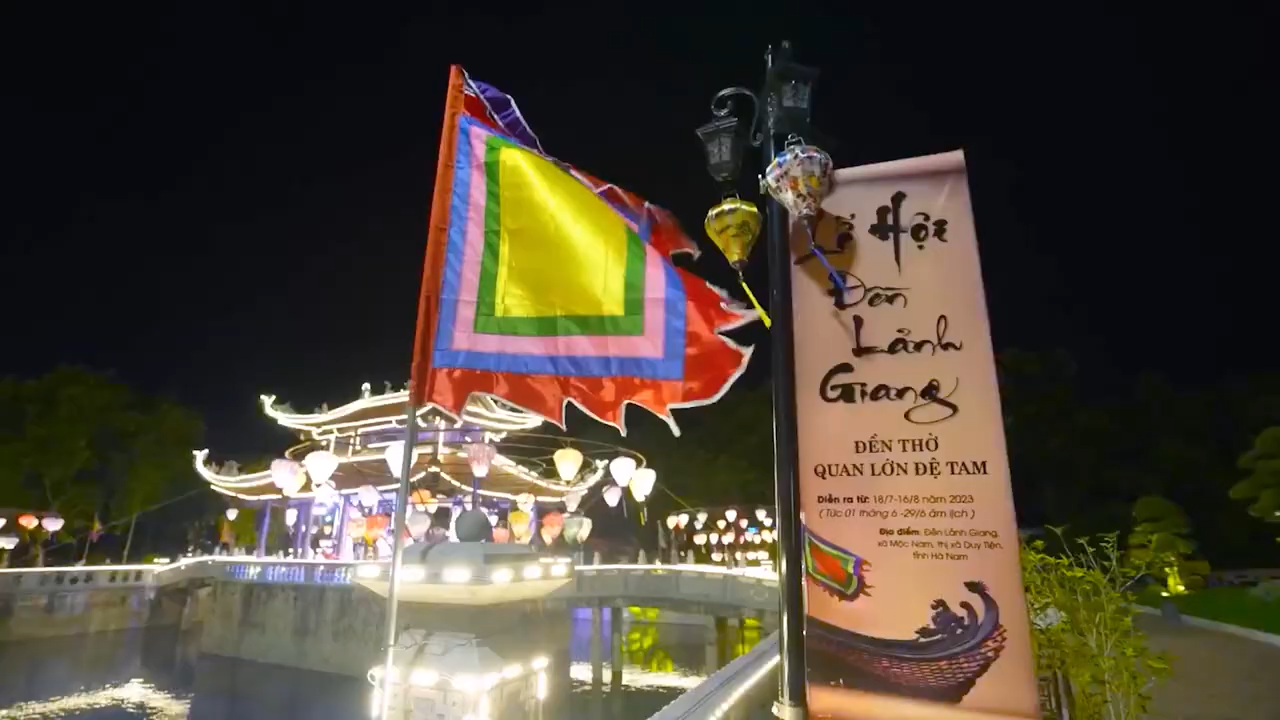 Lễ Hội
Đền
Lảnh
Giang
ĐỀN THỜ
QUAN LỚN ĐỆ TAM
Diễn ra từ: 18/7-16/8 năm 2023
( Tức 01 tháng 6 -29/6 âm lịch )
Địa điểm: Đền Lảnh Giang,
xã Mộc Nam, thị xã Duy Tiên,
tỉnh Hà Nam